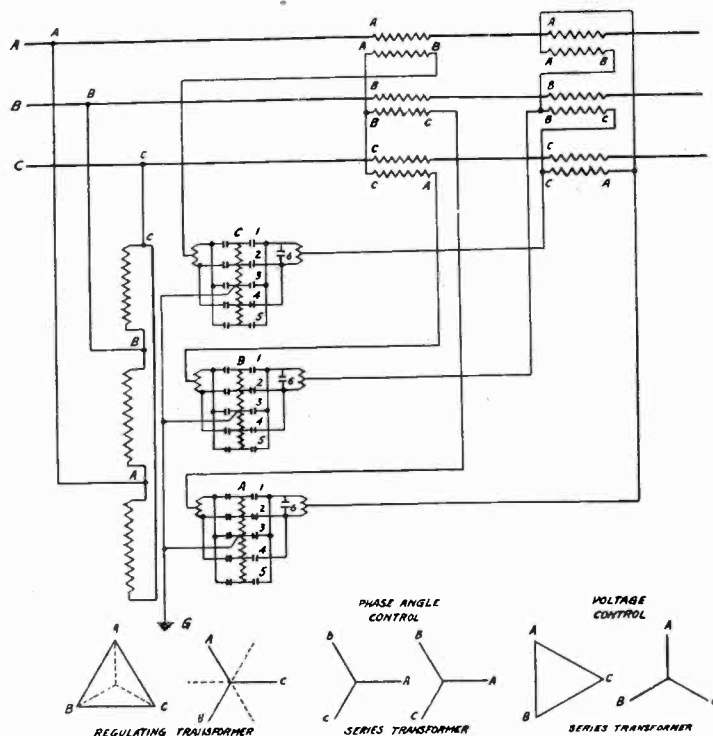 A A A A
A B A B
B B B B
B C B C
C C C C
C A C A
C
C 1
2
6
3
4
5
B
B 1
2
6
3
4
5
A
A 1
2
6
3
4
5
G
PHASE ANGLE
CONTROL
VOLTAGE
CONTROL
A A b B A A
C A A C
B C b c C B C
REGULATING TRANSFORMER
SERIES TRANSFORMER
SERIES TRANSFORMER